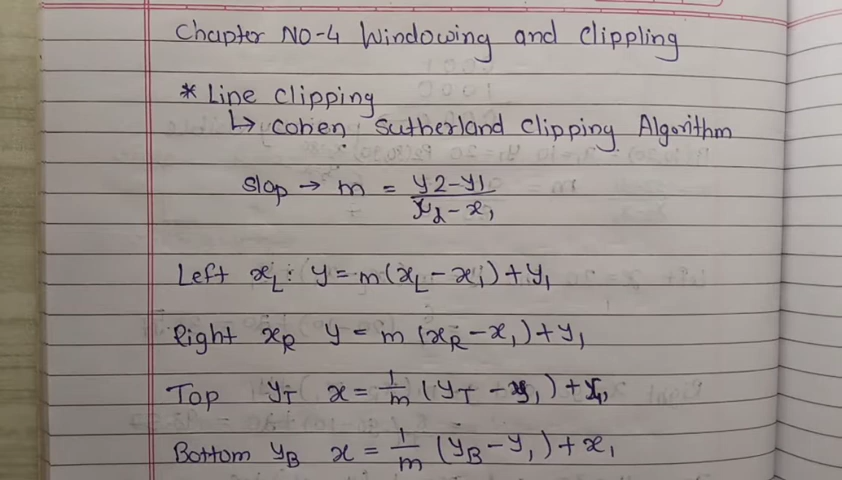 Chapter NO-4 Windowing and Clippling
* Line Clipping
↳ Cohen Sutherland Clipping Algorithm
Slop → m = y2-y1 / x2-x1
Left xL: y = m(xL - x1) + y1
Right xR y = m (xR - x1) + y1
Top yT x = 1/m (yT - y1) + x1
Bottom yB x = 1/m (yB - y1) + x1